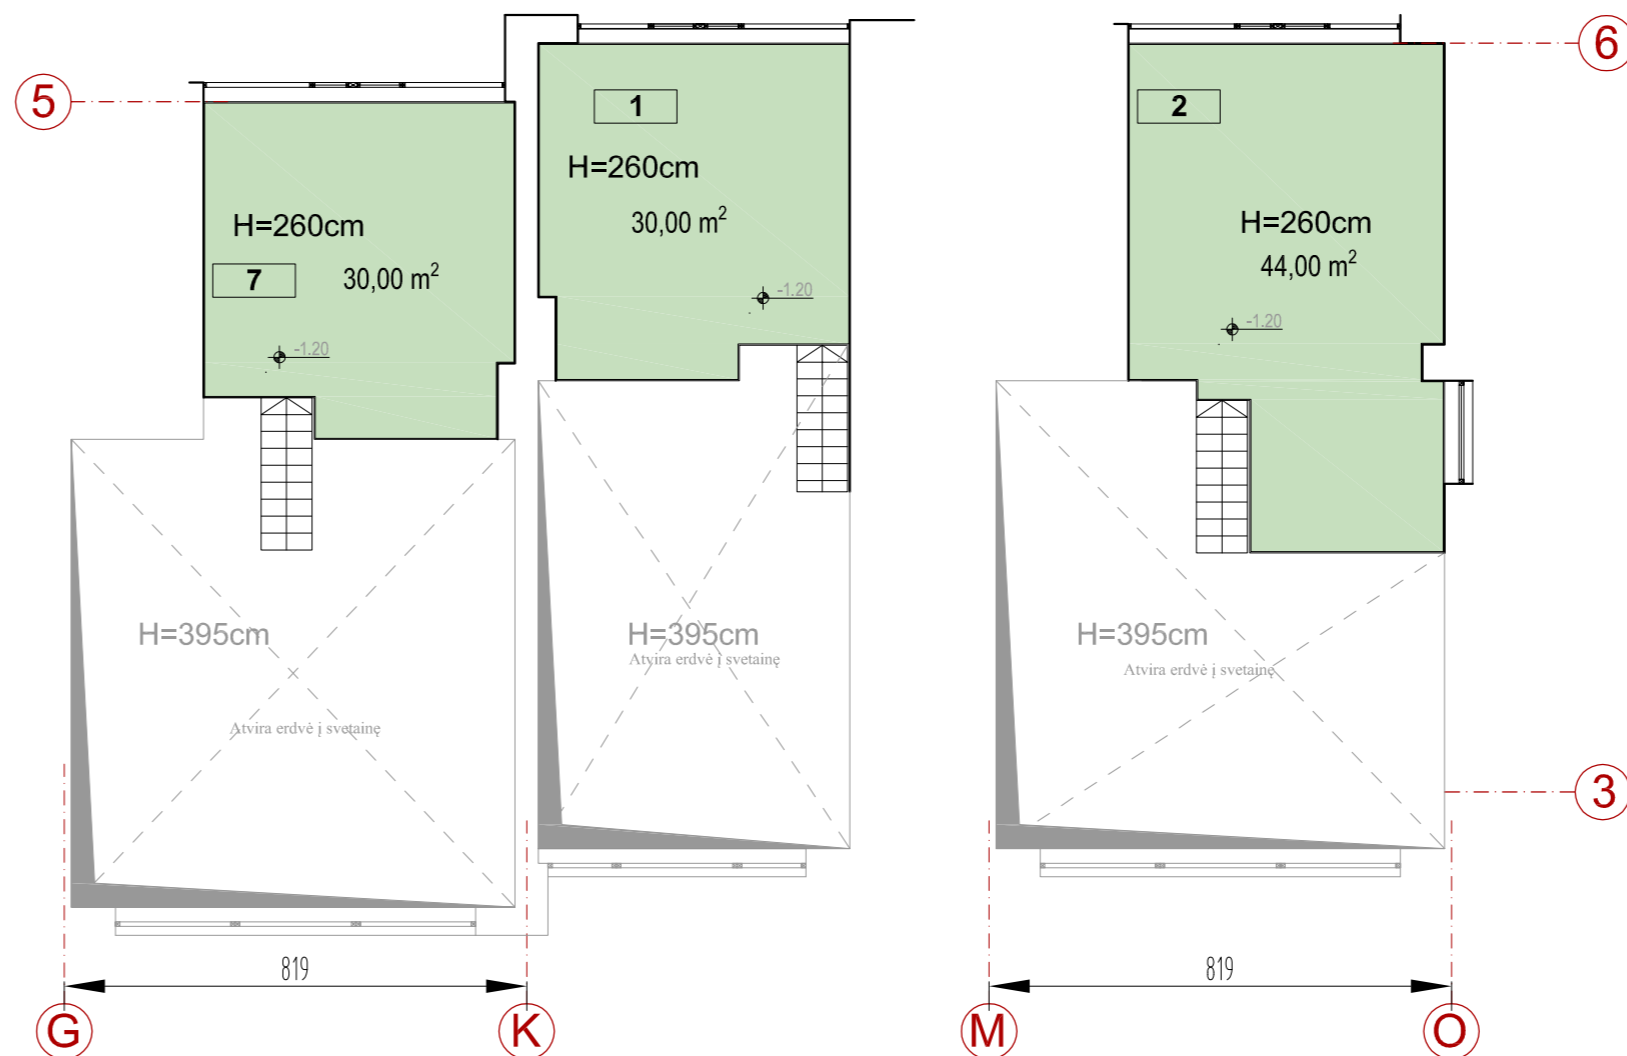 6
5
1
2
H=260cm
30,00 m²
H=260cm
7
30,00 m²
H=260cm
44,00 m²
-1.20
-1.20
-1.20
H=395cm
H=395cm
H=395cm
Atvira erdvė į svetainę
Atvira erdvė į svetainę
Atvira erdvė į svetainę
3
819
819
G
K
M
O